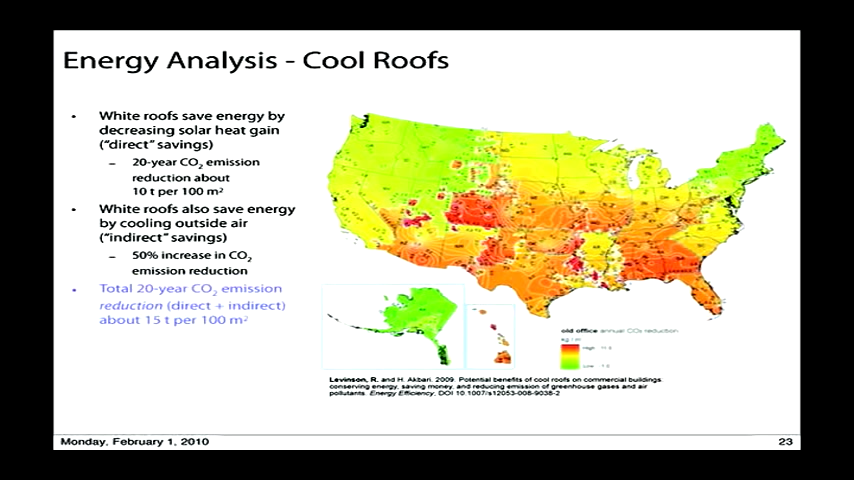 Energy Analysis - Cool Roofs
• White roofs save energy by
decreasing solar heat gain
("direct" savings)
– 20-year CO₂ emission
reduction about
10 t per 100 m²
• White roofs also save energy
by cooling outside air
("indirect" savings)
– 50% increase in CO₂
emission reduction
• Total 20-year CO₂ emission
reduction (direct + indirect)
about 15 t per 100 m²
old office annual CO₂ reduction
High
Low
Levinson, R. and H. Akbari. 2009. Potential benefits of cool roofs on commercial buildings
conserving energy, saving money, and reducing emission of greenhouse gases and air
pollutants. Energy Efficiency, DOI 10.1007/s12053-008-9038-2
Monday, February 1, 2010
23